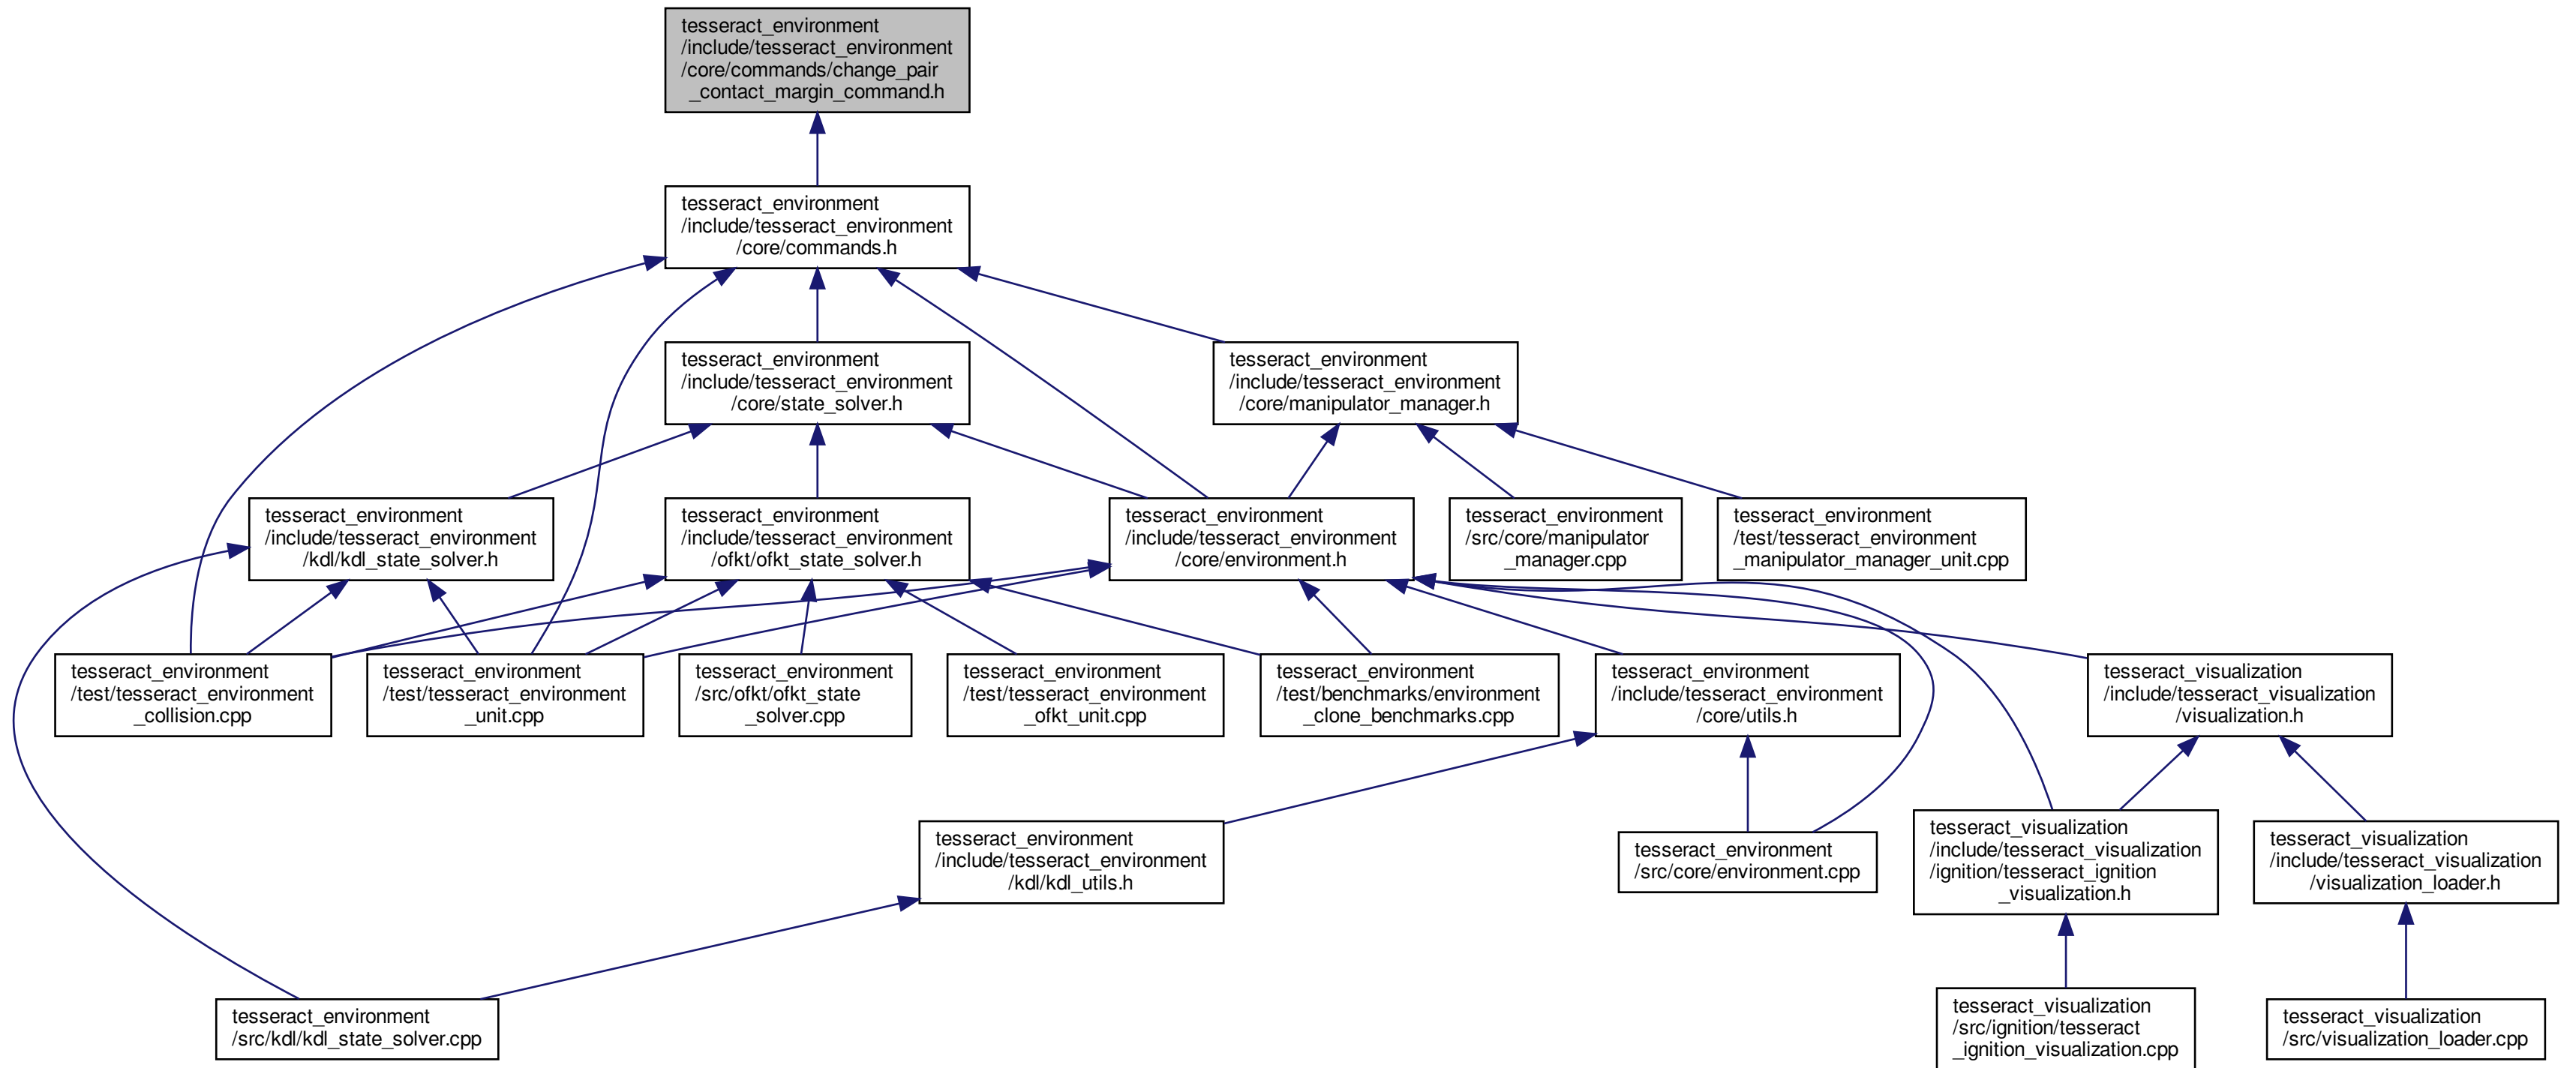 tesseract_environment
/include/tesseract_environment
/core/commands/change_pair
_contact_margin_command.h
tesseract_environment
/include/tesseract_environment
/core/commands.h
tesseract_environment
/include/tesseract_environment
/core/state_solver.h
tesseract_environment
/include/tesseract_environment
/core/manipulator_manager.h
tesseract_environment
/include/tesseract_environment
/kdl/kdl_state_solver.h
tesseract_environment
/include/tesseract_environment
/ofkt/ofkt_state_solver.h
tesseract_environment
/include/tesseract_environment
/core/environment.h
tesseract_environment
/src/core/manipulator
_manager.cpp
tesseract_environment
/test/tesseract_environment
_manipulator_manager_unit.cpp
tesseract_environment
/test/tesseract_environment
_collision.cpp
tesseract_environment
/test/tesseract_environment
_unit.cpp
tesseract_environment
/src/ofkt/ofkt_state
_solver.cpp
tesseract_environment
/test/tesseract_environment
_ofkt_unit.cpp
tesseract_environment
/test/benchmarks/environment
_clone_benchmarks.cpp
tesseract_environment
/include/tesseract_environment
/core/utils.h
tesseract_visualization
/include/tesseract_visualization
/visualization.h
tesseract_environment
/include/tesseract_environment
/kdl/kdl_utils.h
tesseract_environment
/src/core/environment.cpp
tesseract_visualization
/include/tesseract_visualization
/ignition/tesseract_ignition
_visualization.h
tesseract_visualization
/include/tesseract_visualization
/visualization_loader.h
tesseract_environment
/src/kdl/kdl_state_solver.cpp
tesseract_visualization
/src/ignition/tesseract
_ignition_visualization.cpp
tesseract_visualization
/src/visualization_loader.cpp